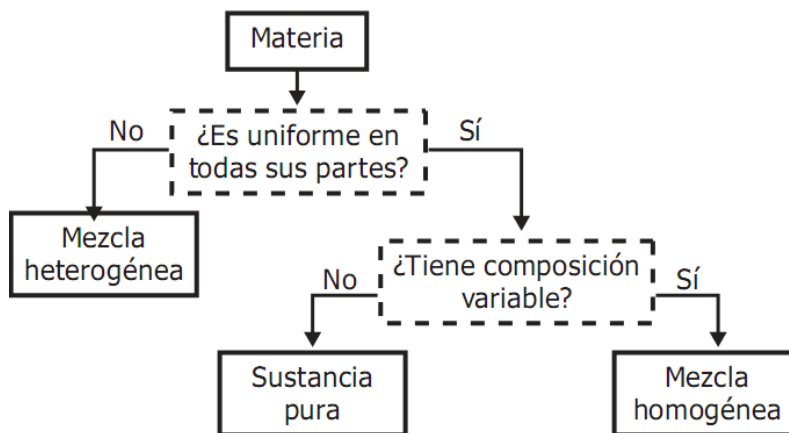 Materia
No
¿Es uniforme en
todas sus partes?
Sí
Mezcla
heterogénea
¿Tiene composición
variable?
No
Sí
Sustancia
pura
Mezcla
homogénea